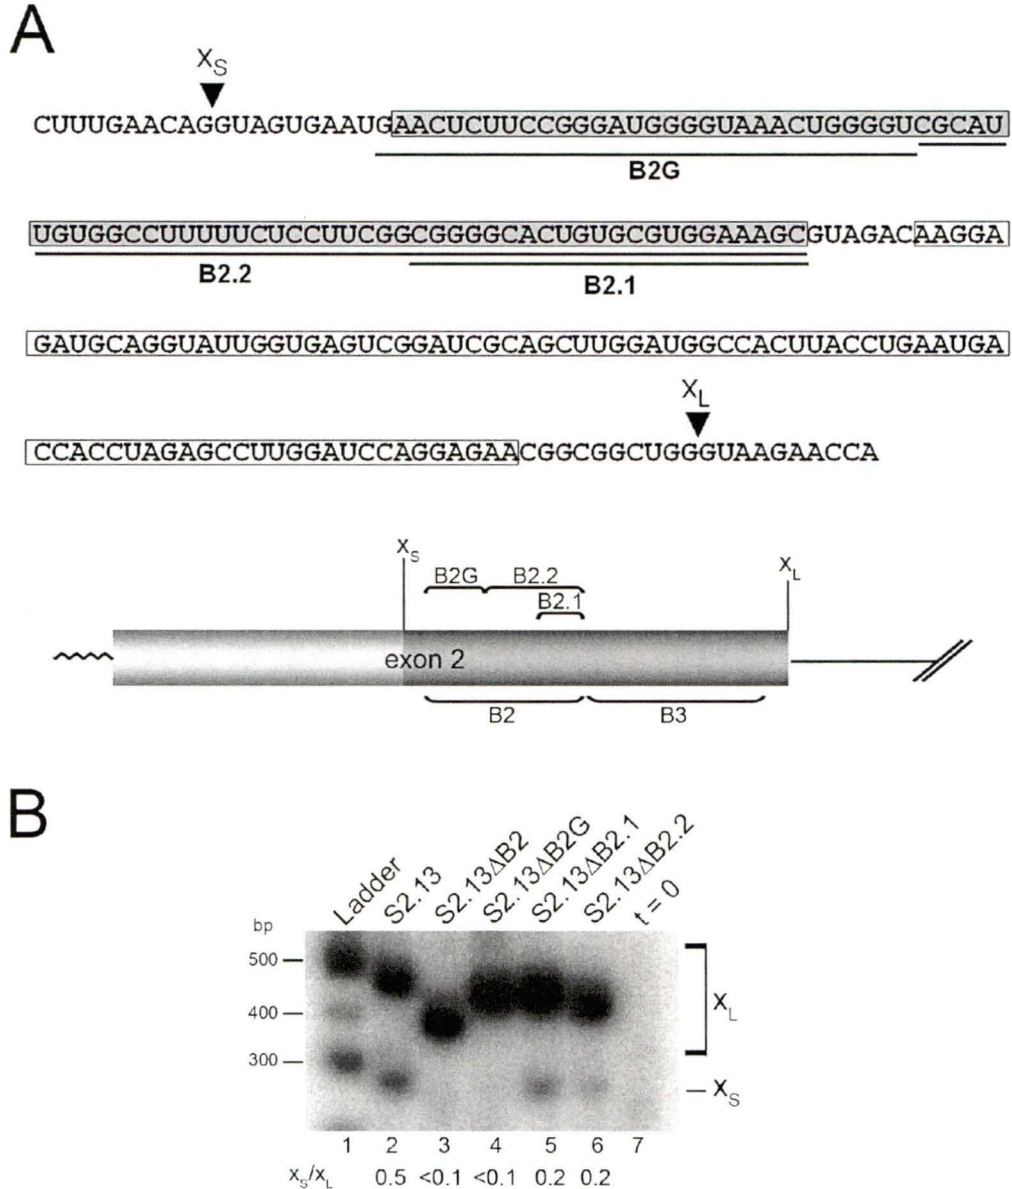 A
XS
CUUUGAACAGGUAGUGAAUGAACUCUUCCGGGAUGGGGUAAACUGGGGUCGCAU
B2G
UGUGGCCUUUUUCUCCUUCGGCGGGGCACUGUGCGUGGAAAGCGUAGACAAGGA
B2.2
B2.1
GAUGCAGGUAUUGGUGAGUCGGAUCGCAGCUUGGAUGGCCACUUACCUGAAUGA
XL
CCACCUAGAGCCUUGGAUCCAGGAGAACGGCGGCUGGGUAAGAACCA
XS
XL
B2G B2.2
B2.1
exon 2
B2 B3
B
Ladder S2.13 S2.13ΔB2 S2.13ΔB2G S2.13ΔB2.1 S2.13ΔB2.2 t = 0
bp
500
400
300
XL
XS
1 2 3 4 5 6 7
XS/XL 0.5 <0.1 <0.1 0.2 0.2